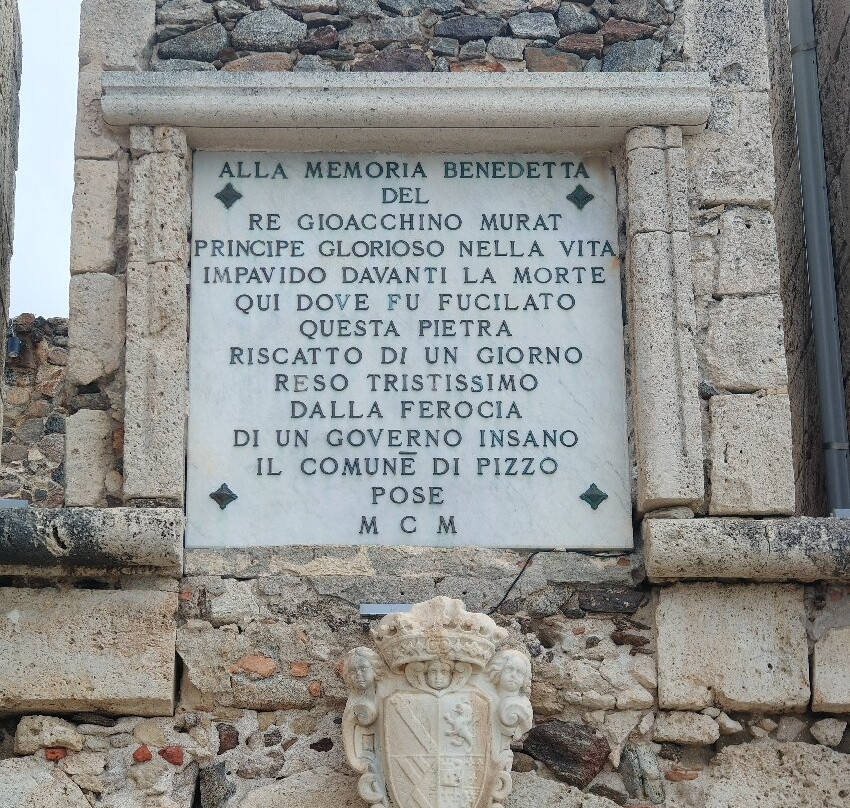 ALLA MEMORIA BENEDETTA
DEL
RE GIOACCHINO MURAT
PRINCIPE GLORIOSO NELLA VITA
IMPAVIDO DAVANTI LA MORTE
QUI DOVE FU FUCILATO
QUESTA PIETRA
RISCATTO DI UN GIORNO
RESO TRISTISSIMO
DALLA FEROCIA
DI UN GOVERNO INSANO
IL COMUNE DI PIZZO
POSE
M C M